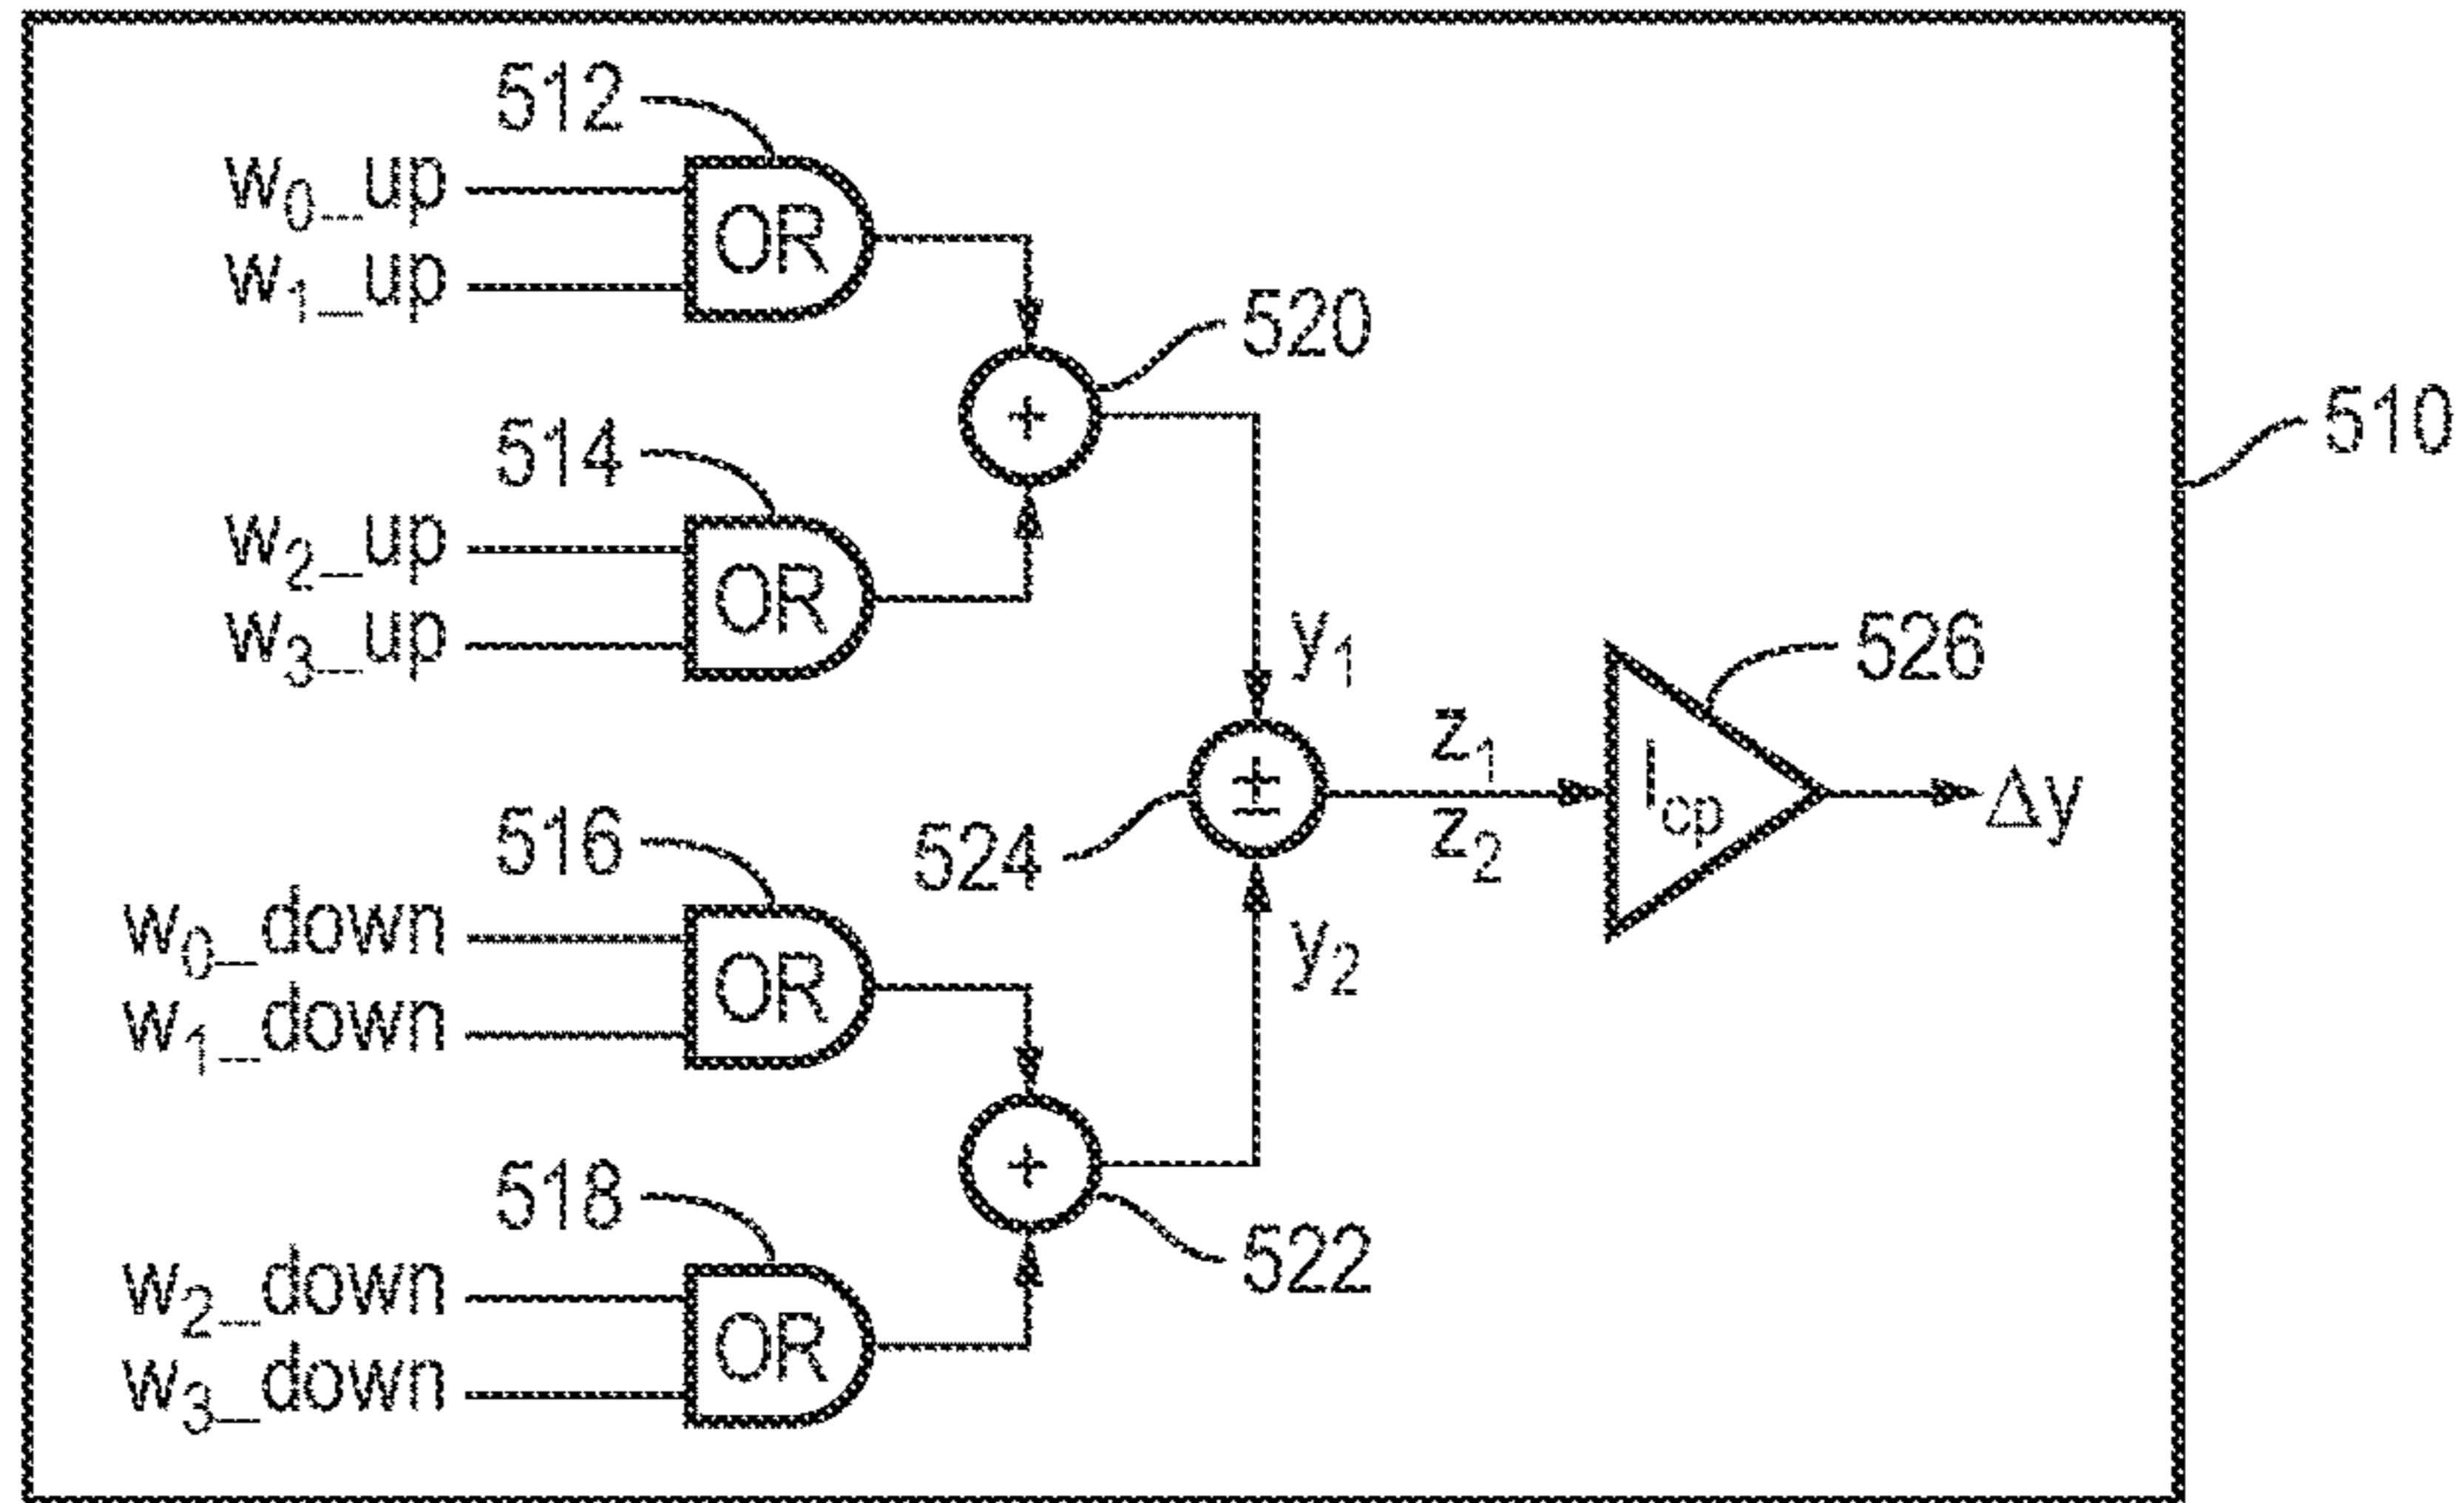 512
w0_up
w1_up
OR
520
+
510
514
w2_up
w3_up
OR
y1
526
z1
±
Icp
Δy
z2
524
516
w0_down
w1_down
OR
y2
+
518
522
w2_down
w3_down
OR